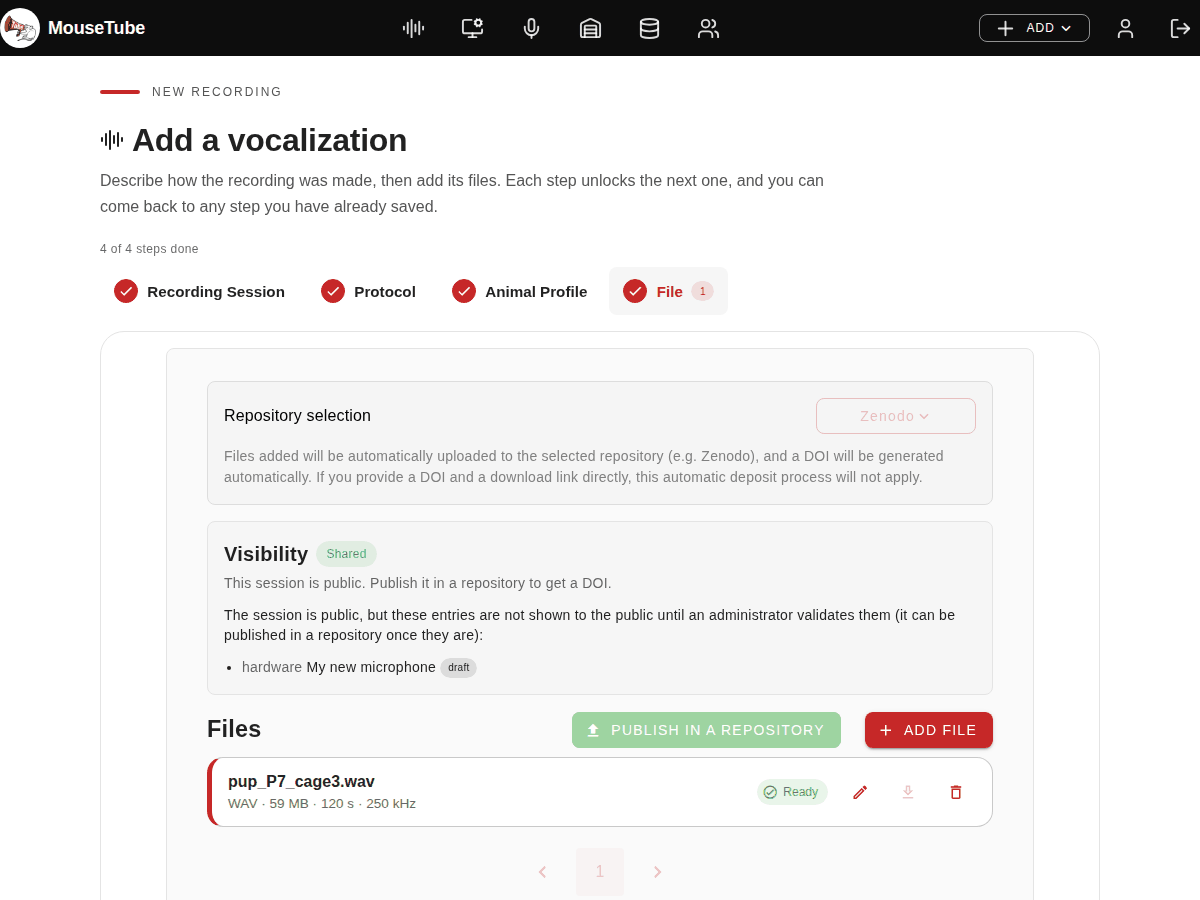 MouseTube
ADD
NEW RECORDING
Add a vocalization
Describe how the recording was made, then add its files. Each step unlocks the next one, and you can
come back to any step you have already saved.
4 of 4 steps done
Recording Session
Protocol
Animal Profile
File 1
Repository selection
Zenodo
Files added will be automatically uploaded to the selected repository (e.g. Zenodo), and a DOI will be generated
automatically. If you provide a DOI and a download link directly, this automatic deposit process will not apply.
Visibility Shared
This session is public. Publish it in a repository to get a DOI.
The session is public, but these entries are not shown to the public until an administrator validates them (it can be
published in a repository once they are):
• hardware My new microphone draft
Files
PUBLISH IN A REPOSITORY
ADD FILE
pup_P7_cage3.wav
WAV · 59 MB · 120 s · 250 kHz
Ready
1